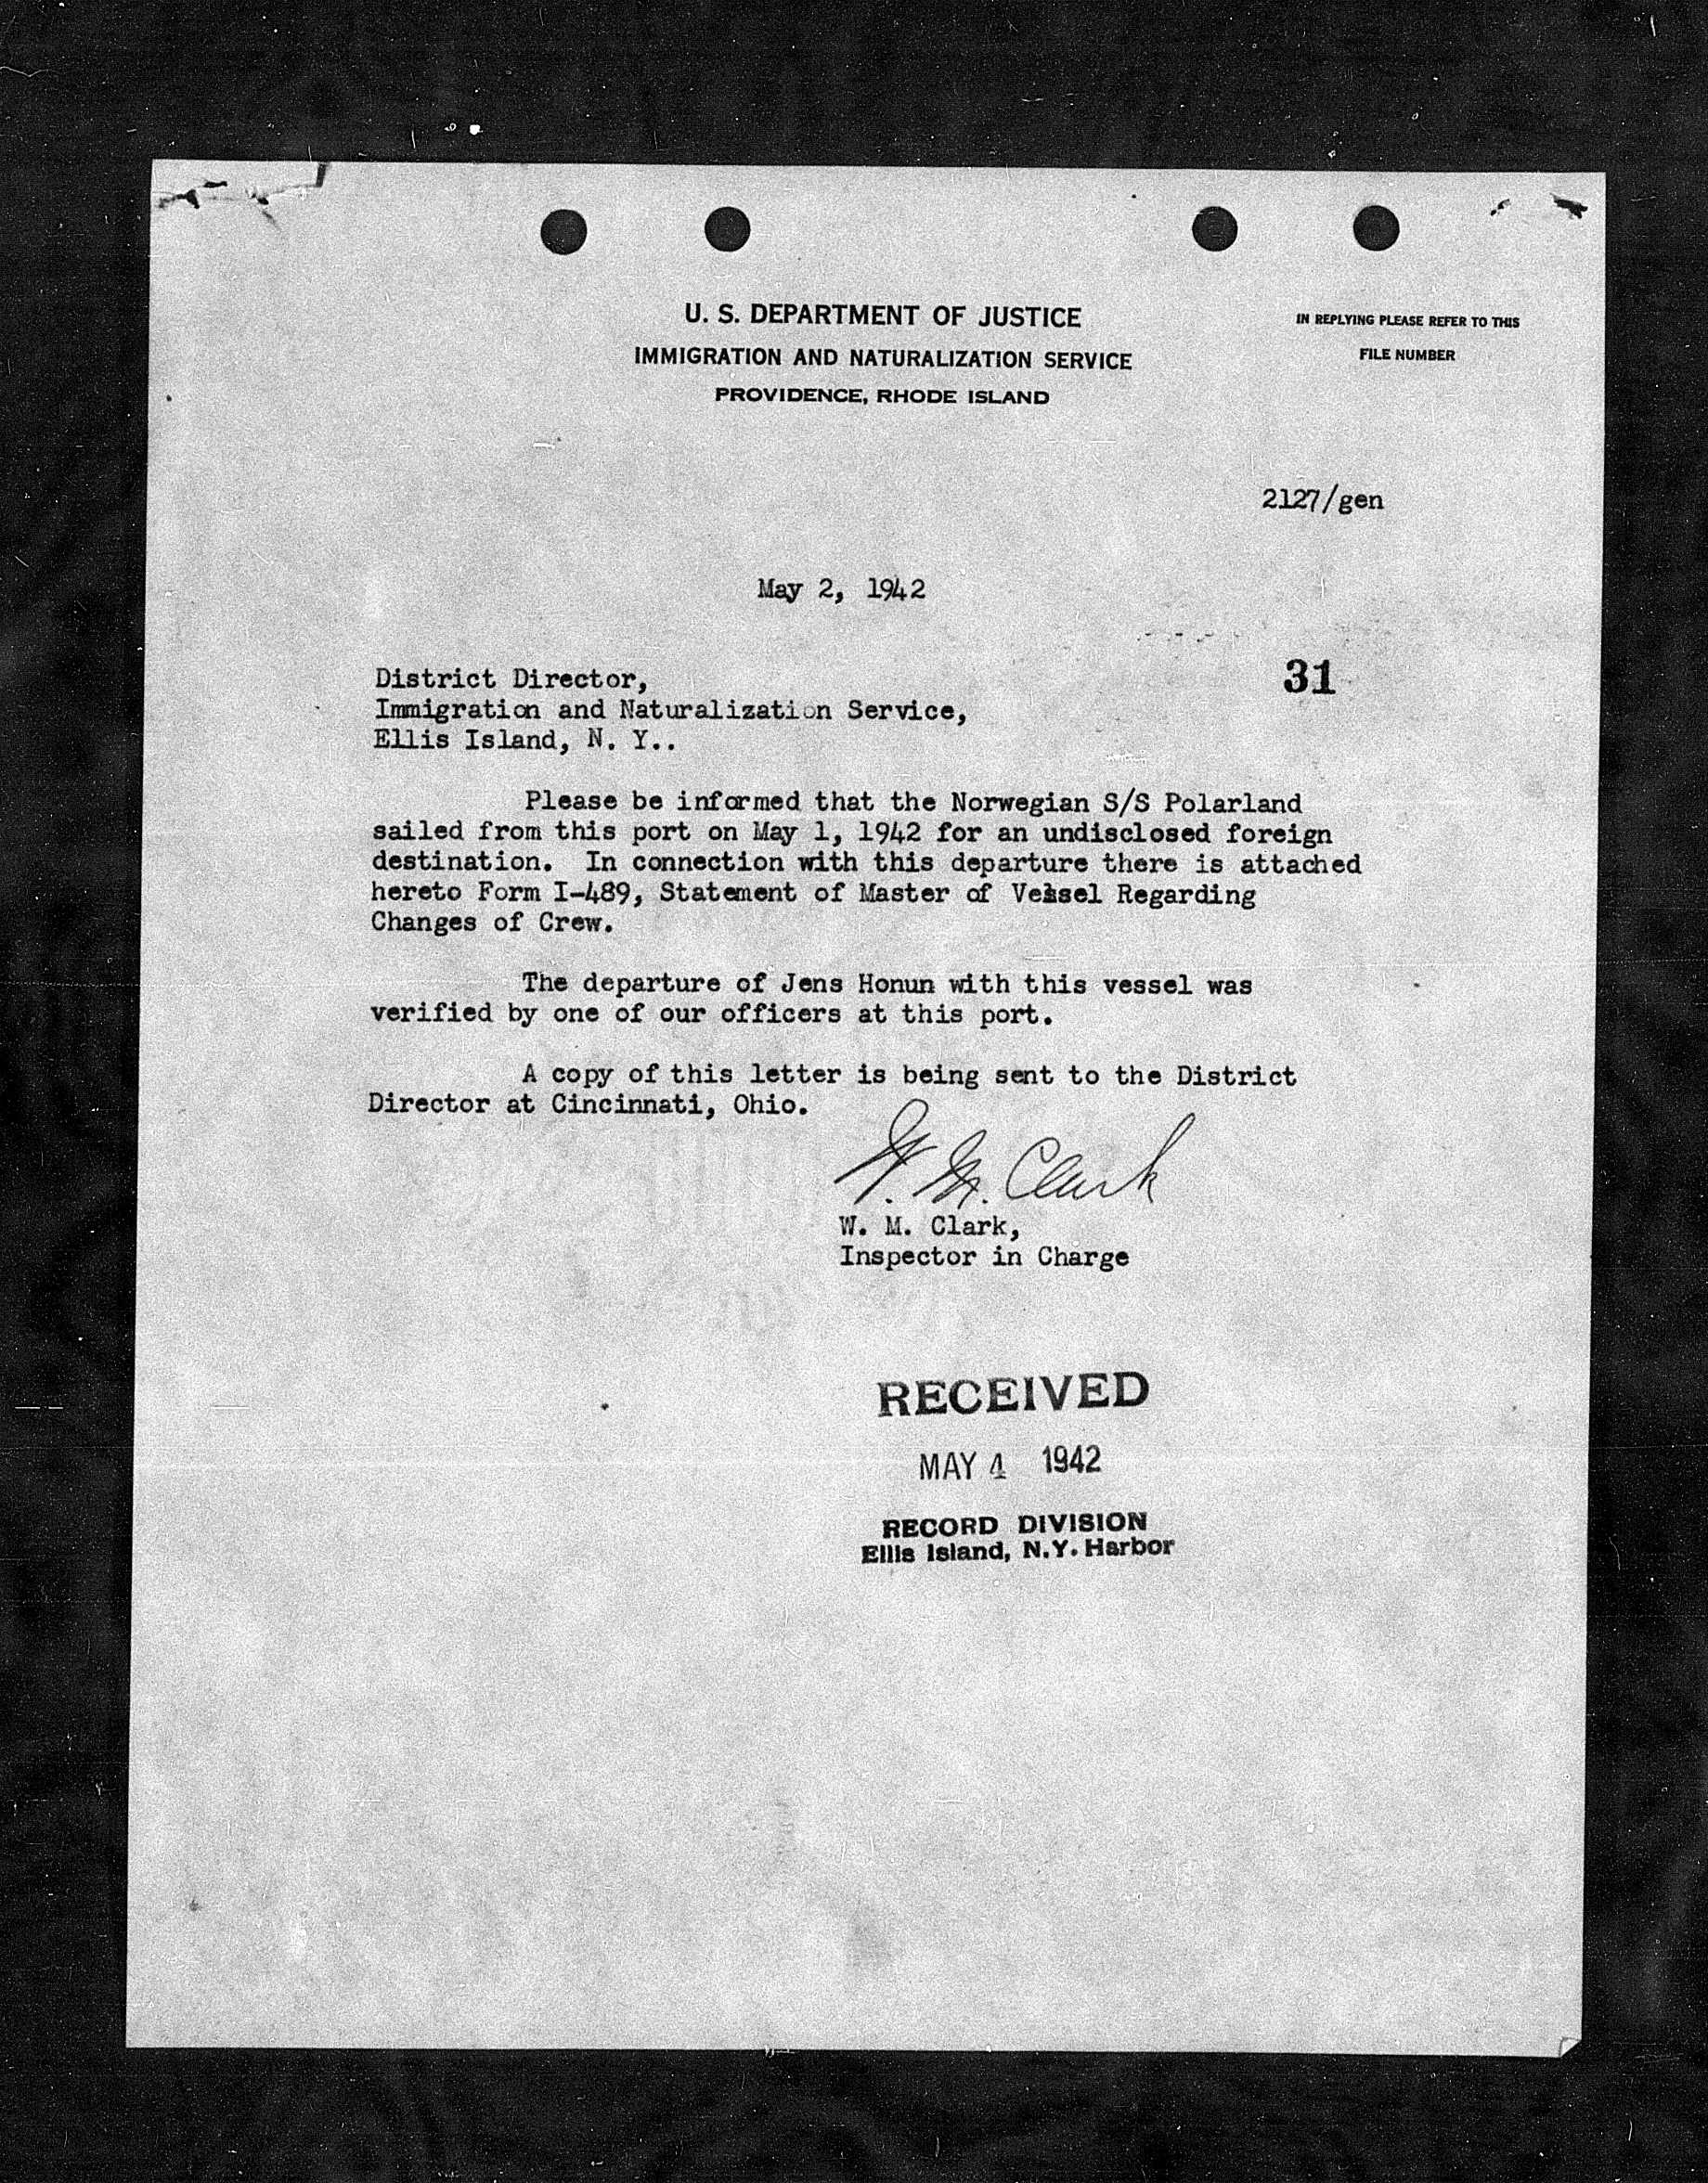 U. S. DEPARTMENT OF JUSTICE
IMMIGRATION AND NATURALIZATION SERVICE
PROVIDENCE, RHODE ISLAND
IN REPLYING PLEASE REFER TO THIS
FILE NUMBER
2127/gen
May 2, 1942
31
District Director,
Immigration and Naturalization Service,
Ellis Island, N. Y..
Please be informed that the Norwegian S/S Polarland
sailed from this port on May 1, 1942 for an undisclosed foreign
destination. In connection with this departure there is attached
hereto Form I-489, Statement of Master of Vessel Regarding
Changes of Crew.
The departure of Jens Honun with this vessel was
verified by one of our officers at this port.
A copy of this letter is being sent to the District
Director at Cincinnati, Ohio.
W. M. Clark
W. M. Clark,
Inspector in Charge
RECEIVED
MAY 4 1942
RECORD DIVISION
Ellis Island, N.Y. Harbor